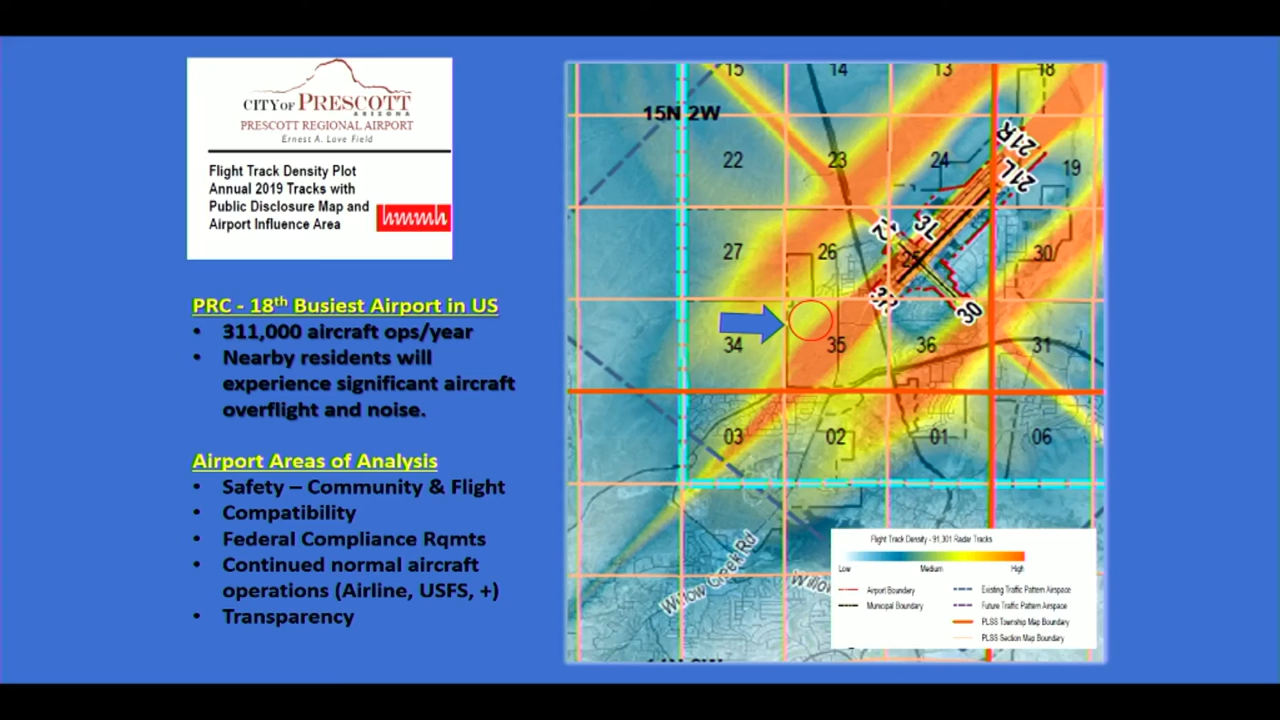 CITY OF PRESCOTT
ARIZONA
PRESCOTT REGIONAL AIRPORT
Ernest A. Love Field
Flight Track Density Plot
Annual 2019 Tracks with
Public Disclosure Map and
Airport Influence Area
hmmh
PRC - 18th Busiest Airport in US
• 311,000 aircraft ops/year
• Nearby residents will
experience significant aircraft
overflight and noise.
Airport Areas of Analysis
• Safety – Community & Flight
• Compatibility
• Federal Compliance Rqmts
• Continued normal aircraft
operations (Airline, USFS, +)
• Transparency
15 14 13 18
15N 2W
21R
22 23 24 19
21L
3L
27 26 25 30
3R
30
34 35 36 31
03 02 01 06
Willow Creek Rd
Willow
Flight Track Density - 91,301 Radar Tracks
Low Medium High
Airport Boundary
Municipal Boundary
Existing Traffic Pattern Airspace
Future Traffic Pattern Airspace
PLSS Township Map Boundary
PLSS Section Map Boundary